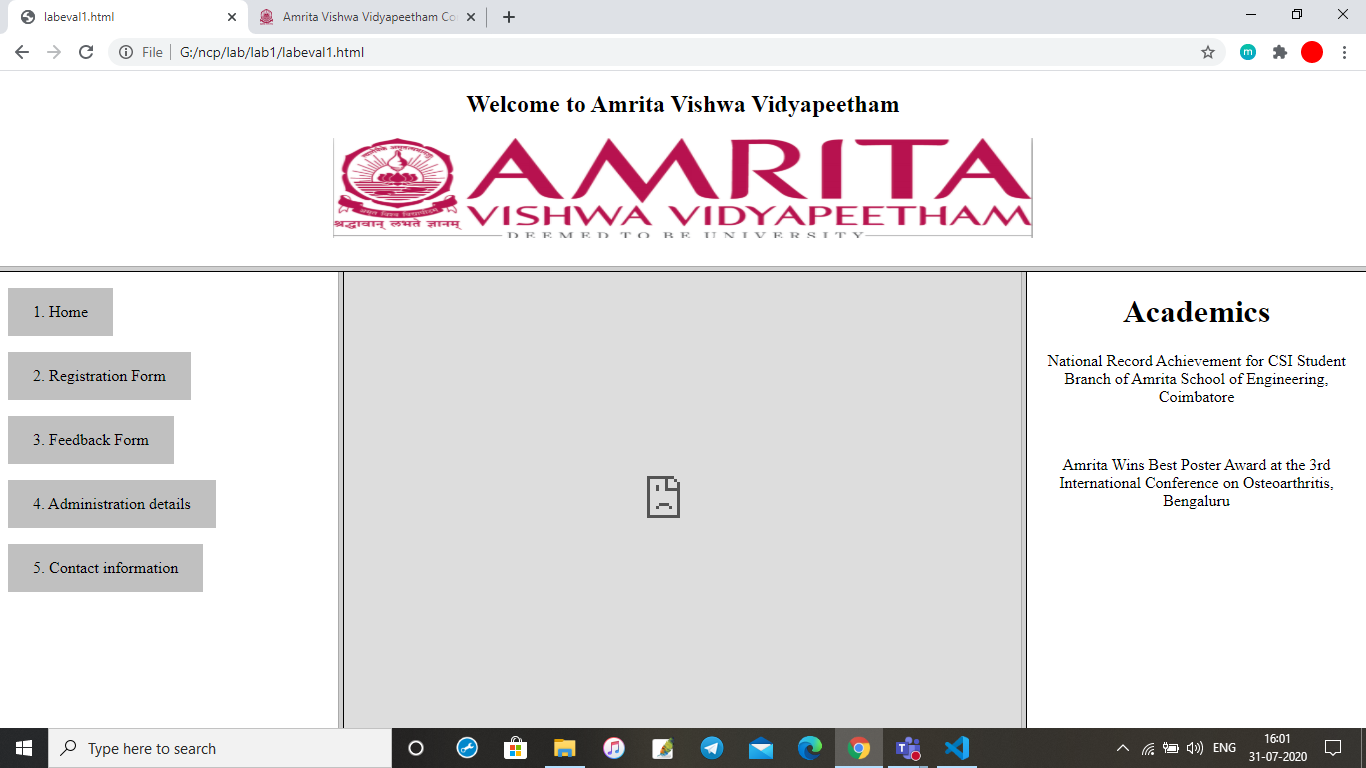 labeval1.html
Amrita Vishwa Vidyapeetham Co
File
G:/ncp/lab/lab1/labeval1.html
m
Welcome to Amrita Vishwa Vidyapeetham
AMRITA
VISHWA VIDYAPEETHAM
श्रद्धावान् लभते ज्ञानम्
DEEMED TO BE UNIVERSITY
1. Home
2. Registration Form
3. Feedback Form
4. Administration details
5. Contact information
Academics
National Record Achievement for CSI Student
Branch of Amrita School of Engineering,
Coimbatore
Amrita Wins Best Poster Award at the 3rd
International Conference on Osteoarthritis,
Bengaluru
Type here to search
ENG
16:01
31-07-2020